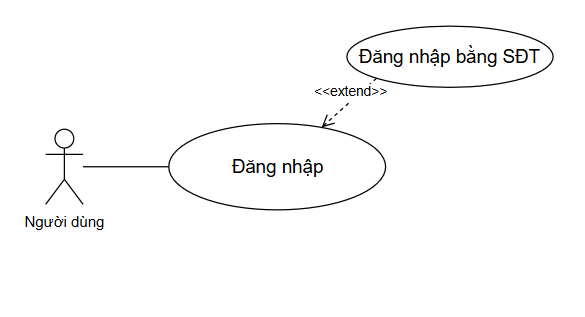 Đăng nhập bằng SĐT
<<extend>>
Đăng nhập
Người dùng